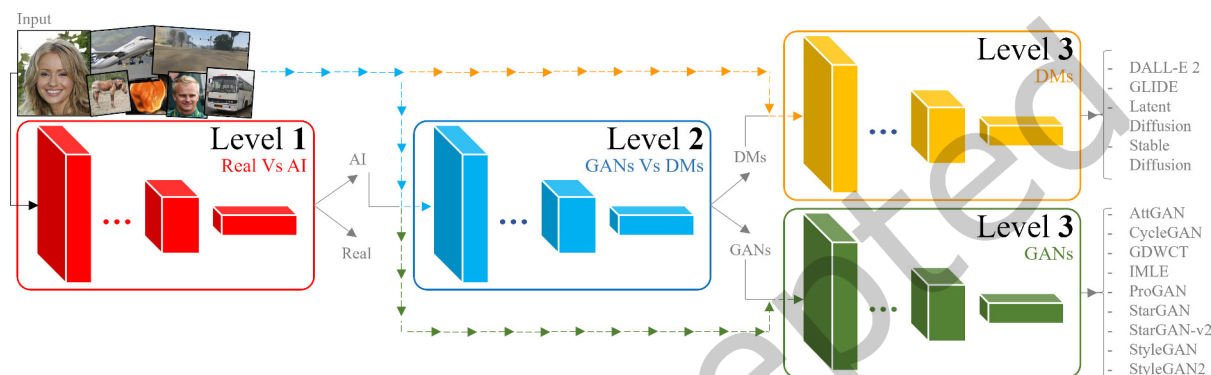 Input
Level 1
Real Vs AI
AI
Real
Level 2
GANs Vs DMs
DMs
GANs
Level 3
DMs
- DALL-E 2
- GLIDE
- Latent
Diffusion
- Stable
Diffusion
Level 3
GANs
- AttGAN
- CycleGAN
- GDWCT
- IMLE
- ProGAN
- StarGAN
- StarGAN-v2
- StyleGAN
- StyleGAN2
epted